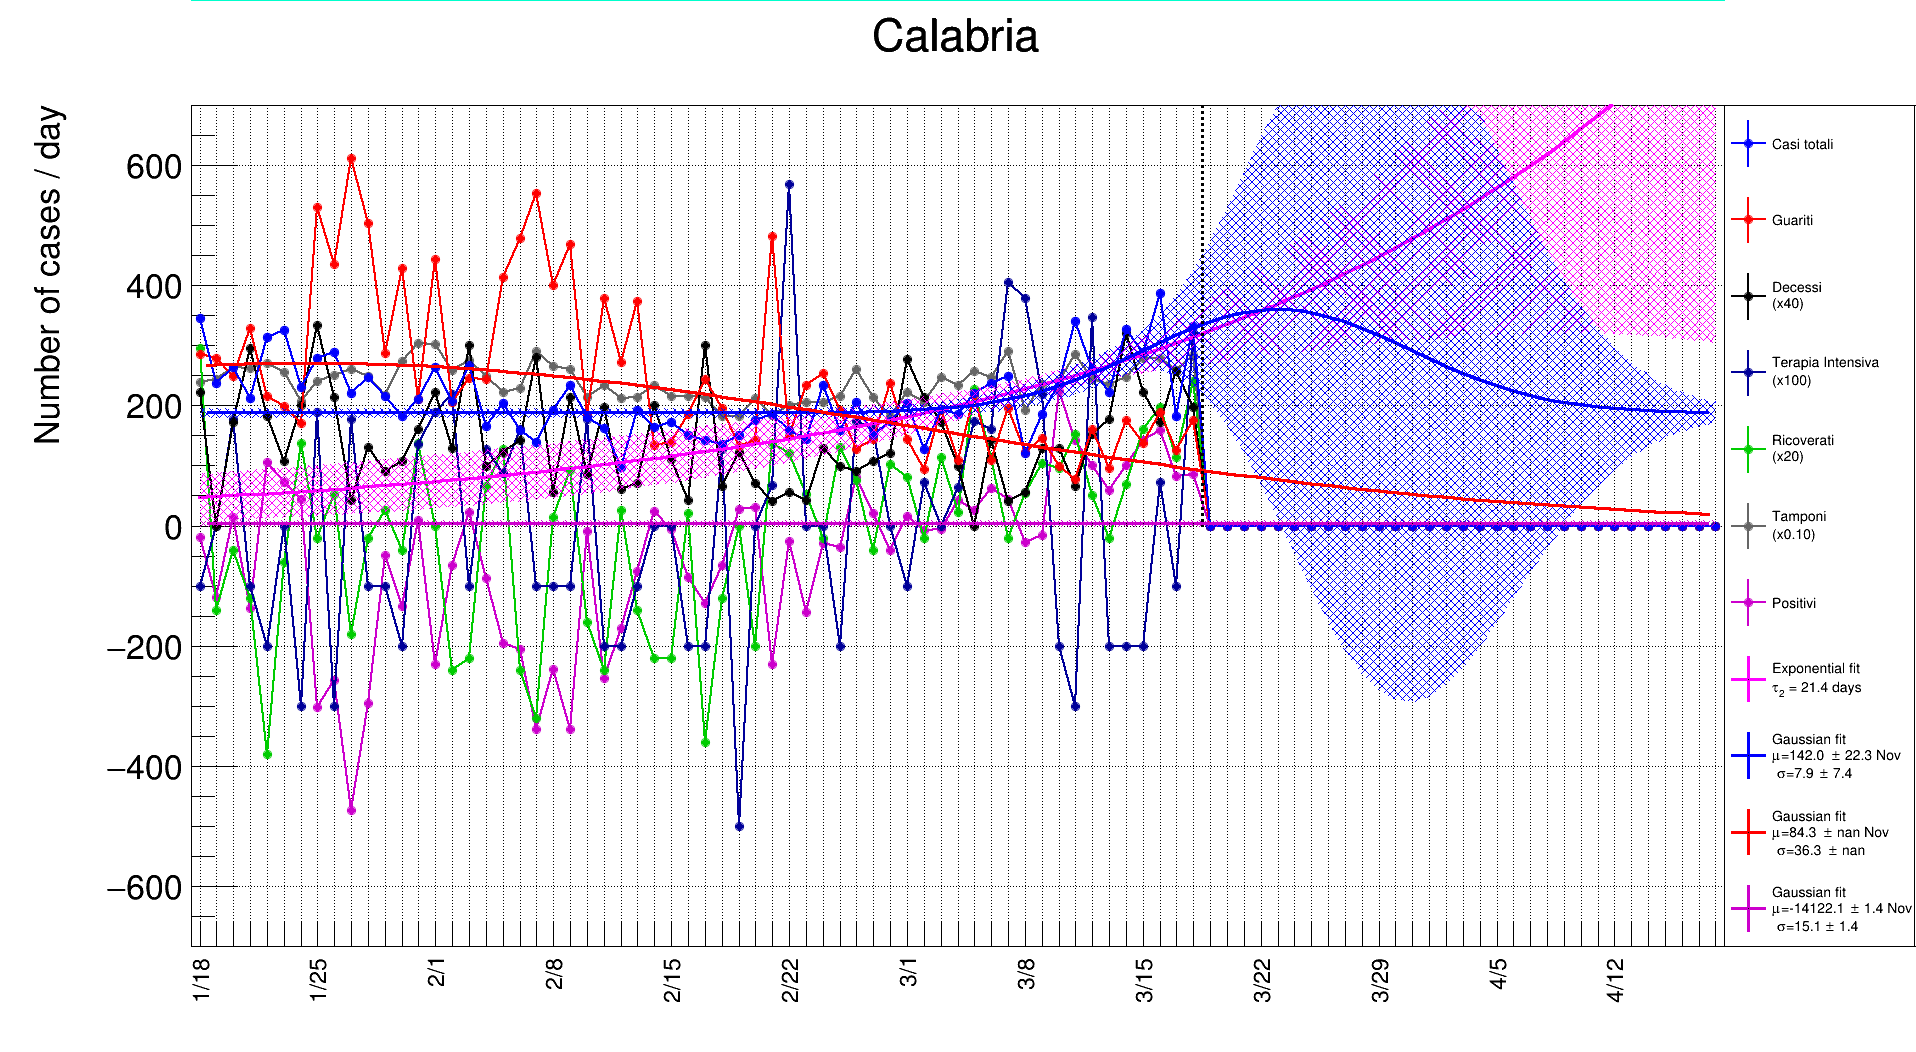 Calabria
Number of cases / day
600
400
200
0
−200
−400
−600
1/18
1/25
2/1
2/8
2/15
2/22
3/1
3/8
3/15
3/22
3/29
4/5
4/12
Casi totali
Guariti
Decessi
(x40)
Terapia Intensiva
(x100)
Ricoverati
(x20)
Tamponi
(x0.10)
Positivi
Exponential fit
τ2 = 21.4 days
Gaussian fit
μ=142.0 ± 22.3 Nov
σ=7.9 ± 7.4
Gaussian fit
μ=84.3 ± nan Nov
σ=36.3 ± nan
Gaussian fit
μ=-14122.1 ± 1.4 Nov
σ=15.1 ± 1.4